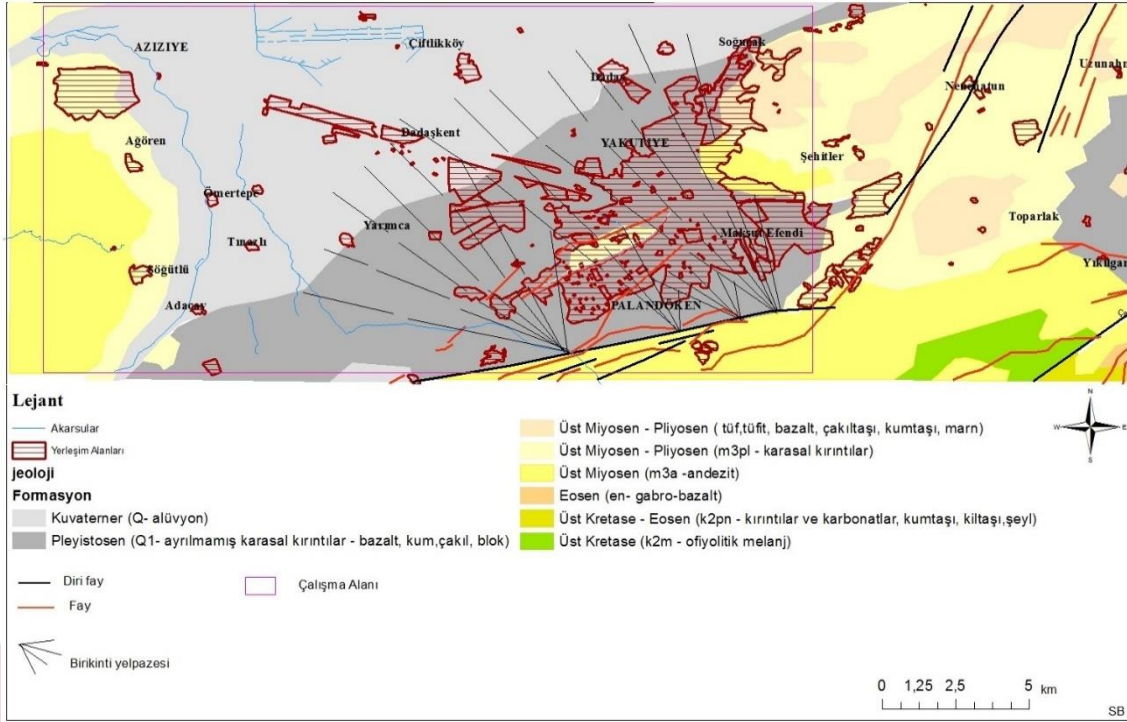 AZIZIYE
Çiftlikköy
Soğucak
Dadaş
Uzunahm
Nenehatun
Ağören
Dadaşkent
YAKUTIYE
Şehitler
Ömertepe
Toparlak
Yarımca
Maksut Efendi
Tınazlı
Söğütlü
Yıkılgan
Adaçay
PALANDÖKEN
Lejant
Akarsular
Yerleşim Alanları
jeoloji
Formasyon
Kuvaterner (Q- alüvyon)
Pleyistosen (Q1- ayrılmamış karasal kırıntılar - bazalt, kum,çakıl, blok)
Üst Miyosen - Pliyosen ( tüf,tüfit, bazalt, çakıltaşı, kumtaşı, marn)
Üst Miyosen - Pliyosen (m3pl - karasal kırıntılar)
Üst Miyosen (m3a -andezit)
Eosen (en- gabro-bazalt)
Üst Kretase - Eosen (k2pn - kırıntılar ve karbonatlar, kumtaşı, kiltaşı,şeyl)
Üst Kretase (k2m - ofiyolitik melanj)
N
W E
S
Diri fay
Çalışma Alanı
Fay
Birikinti yelpazesi
0 1,25 2,5 5 km
SB